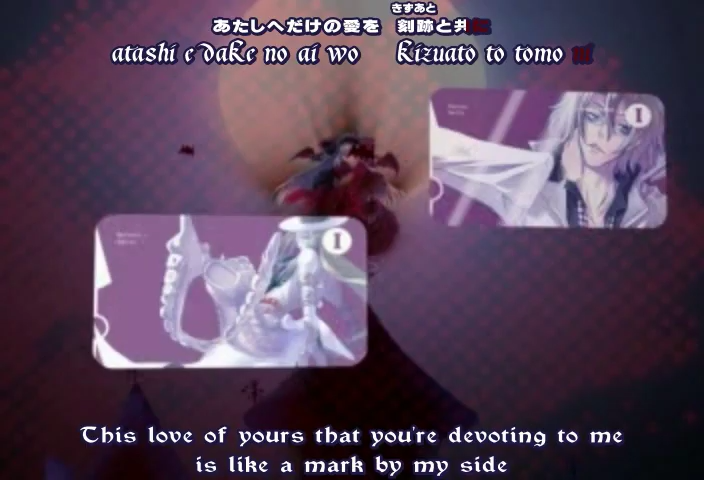 きずあと
あたしへだけの愛を 刻跡と共に
atashi e dake no ai wo kizuato to tomo ni
I
I
This love of yours that you're devoting to me
is like a mark by my side